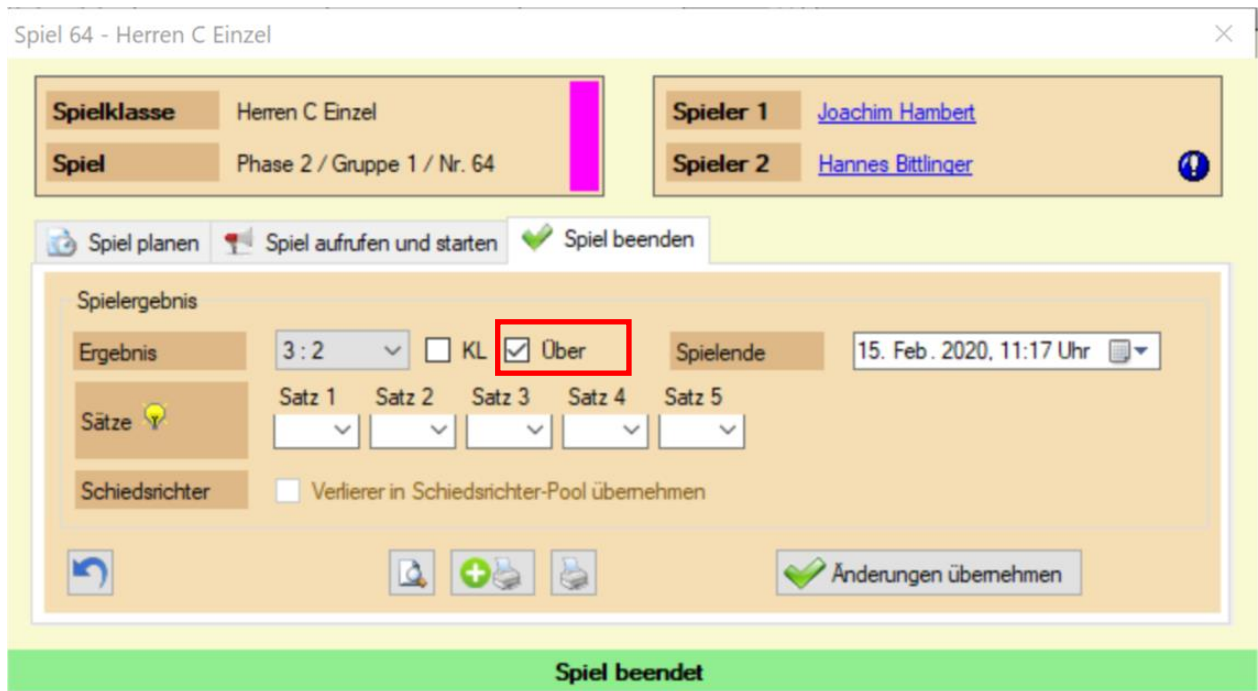 Spiel 64 - Herren C Einzel
Spielklasse Herren C Einzel
Spiel Phase 2 / Gruppe 1 / Nr. 64
Spieler 1 Joachim Hambert
Spieler 2 Hannes Bittlinger
Spiel planen Spiel aufrufen und starten Spiel beenden
Spielergebnis
Ergebnis 3 : 2 KL Über Spielende 15. Feb. 2020, 11:17 Uhr
Satz 1 Satz 2 Satz 3 Satz 4 Satz 5
Sätze
Schiedsrichter Verlierer in Schiedsrichter-Pool übernehmen
Änderungen übernehmen
Spiel beendet